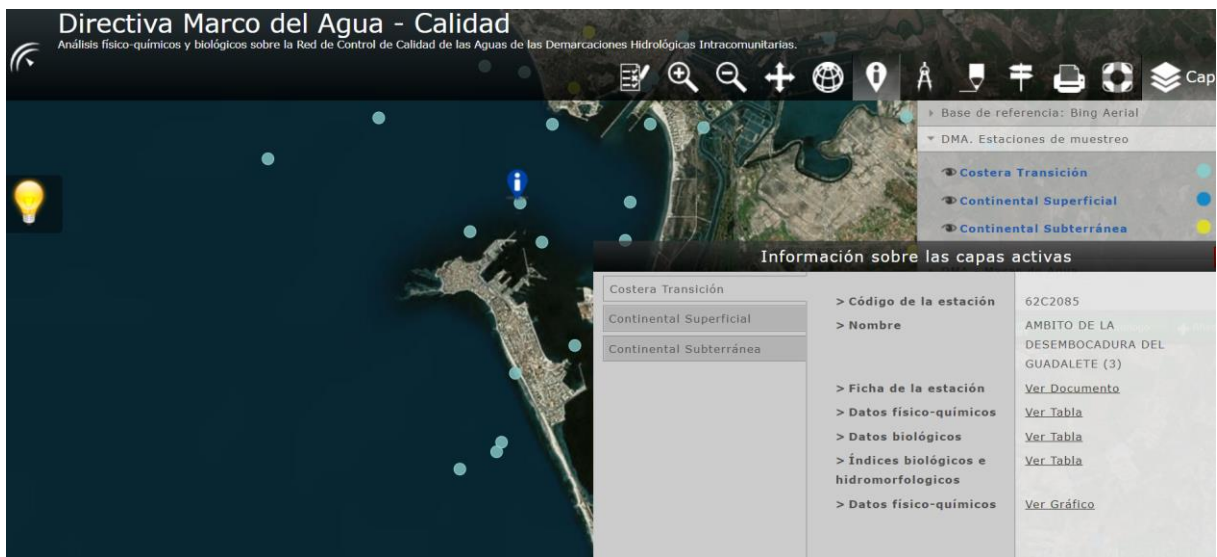 Directiva Marco del Agua - Calidad
Análisis físico-químicos y biológicos sobre la Red de Control de Calidad de las Aguas de las Demarcaciones Hidrológicas Intracomunitarias.
Cap
Base de referencia: Bing Aerial
DMA. Estaciones de muestreo
Costera Transición
Continental Superficial
Continental Subterránea
Información sobre las capas activas
Costera Transición
Continental Superficial
Continental Subterránea
> Código de la estación
62C2085
> Nombre
AMBITO DE LA
DESEMBOCADURA DEL
GUADALETE (3)
> Ficha de la estación
Ver Documento
> Datos físico-químicos
Ver Tabla
> Datos biológicos
Ver Tabla
> Índices biológicos e
hidromorfologicos
Ver Tabla
> Datos físico-químicos
Ver Gráfico